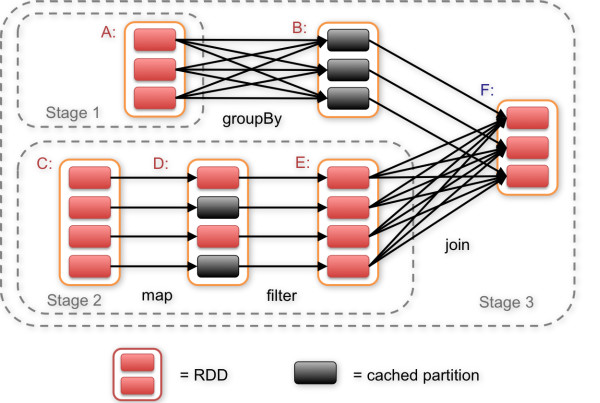 A:
B:
Stage 1
groupBy
F:
C:
D:
E:
join
Stage 2
map
filter
Stage 3
= RDD
= cached partition